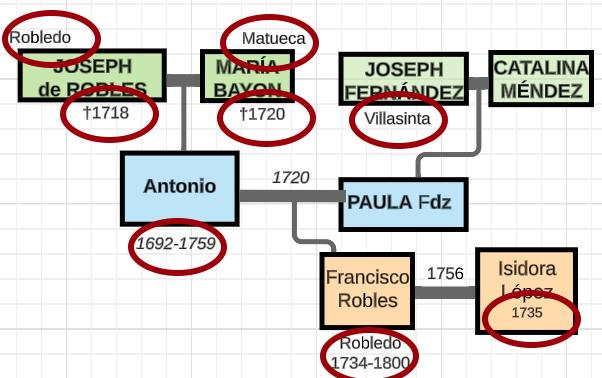 Robledo
Matueca
JOSEPH
de ROBLES
MARÍA
BAYON
JOSEPH
FERNÁNDEZ
CATALINA
MÉNDEZ
†1718
†1720
Villasinta
Antonio
1720
PAULA Fdz
1692-1759
Francisco
Robles
1756
Isidora
López
1735
Robledo
1734-1800